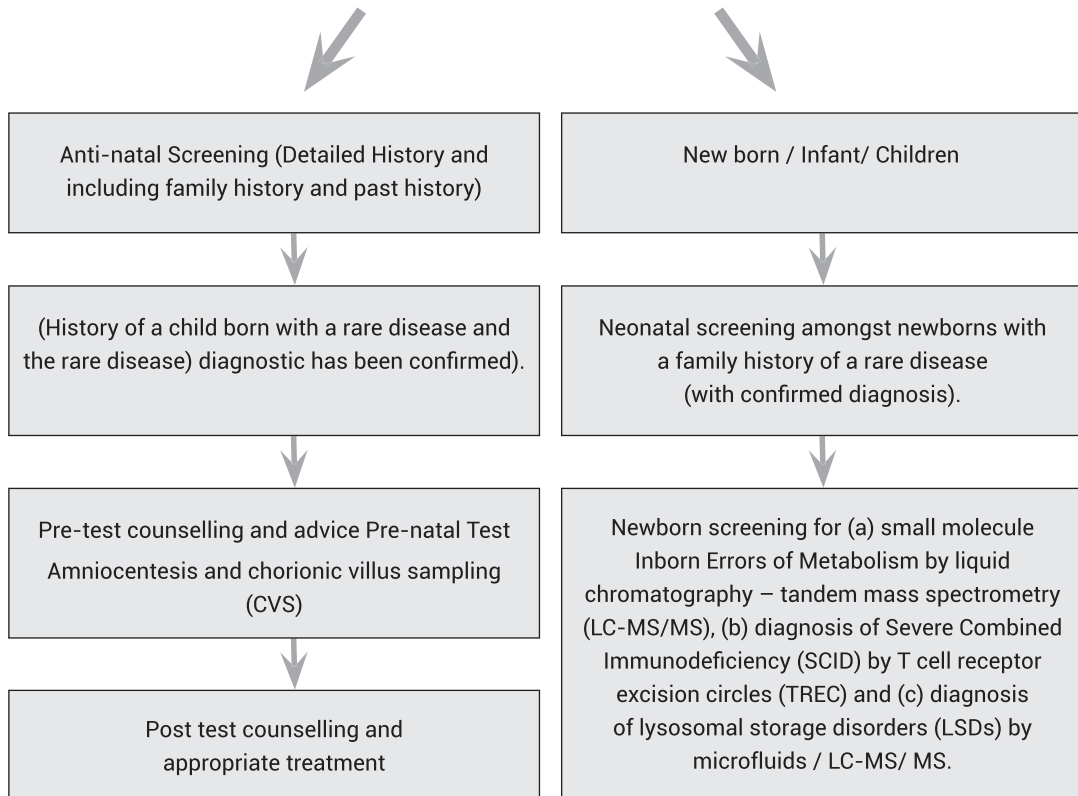 Anti-natal Screening (Detailed History and
including family history and past history)
(History of a child born with a rare disease and
the rare disease) diagnostic has been confirmed).
Pre-test counselling and advice Pre-natal Test
Amniocentesis and chorionic villus sampling
(CVS)
Post test counselling and
appropriate treatment
New born / Infant/ Children
Neonatal screening amongst newborns with
a family history of a rare disease
(with confirmed diagnosis).
Newborn screening for (a) small molecule
Inborn Errors of Metabolism by liquid
chromatography – tandem mass spectrometry
(LC-MS/MS), (b) diagnosis of Severe Combined
Immunodeficiency (SCID) by T cell receptor
excision circles (TREC) and (c) diagnosis
of lysosomal storage disorders (LSDs) by
microfluids / LC-MS/ MS.